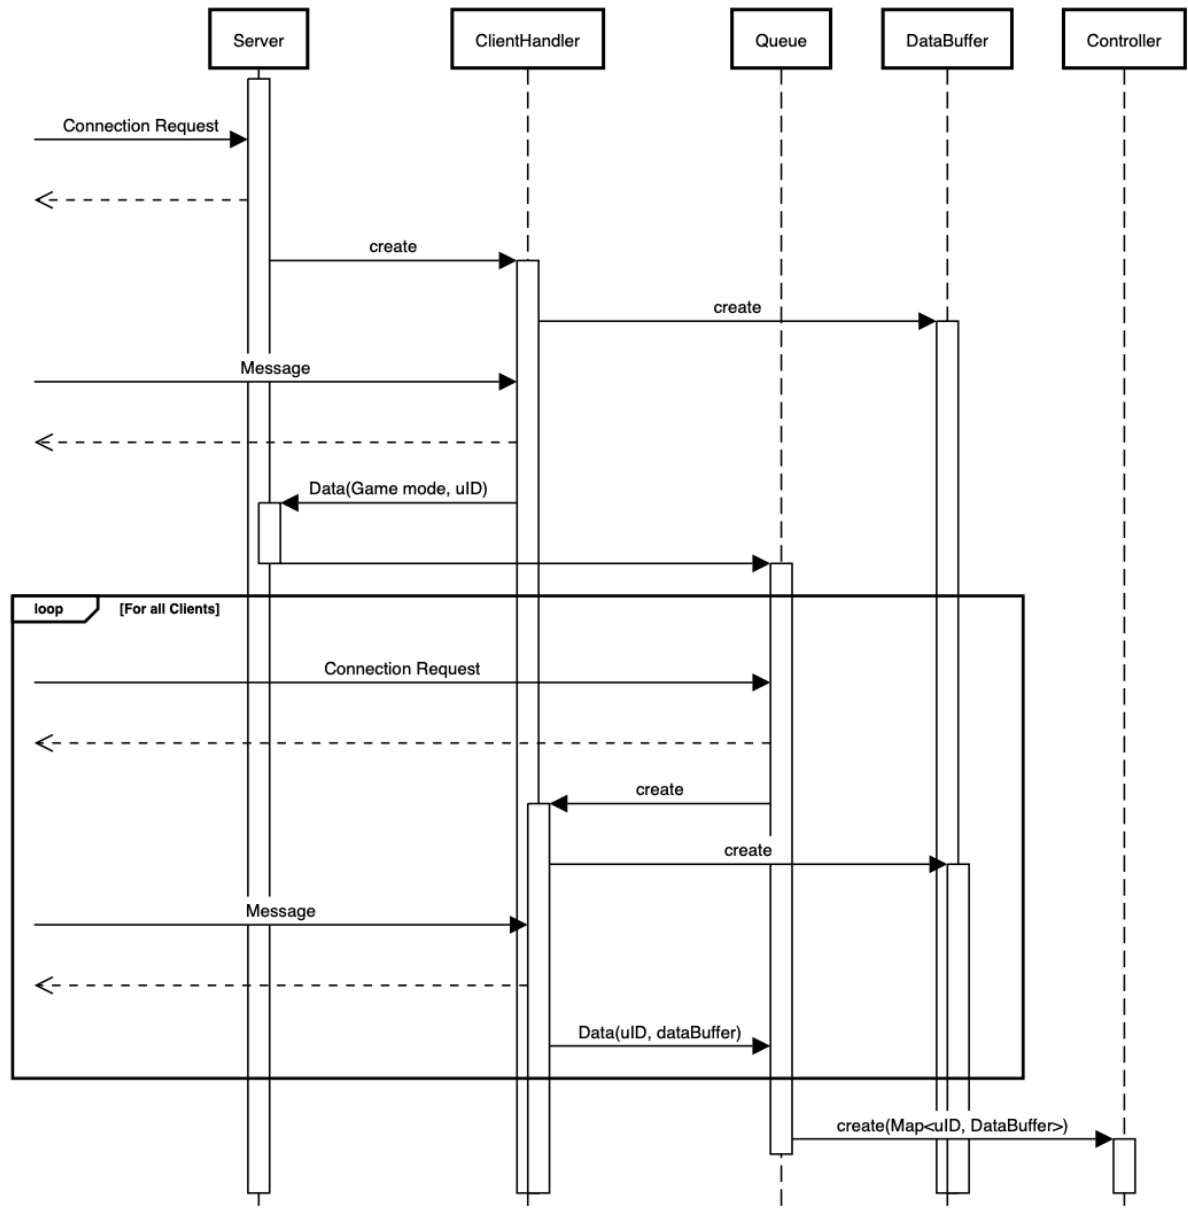 Server
ClientHandler
Queue
DataBuffer
Controller
Connection Request
create
create
Message
Data(Game mode, uID)
loop
[For all Clients]
Connection Request
create
create
Message
Data(uID, dataBuffer)
create(Map<uID, DataBuffer>)